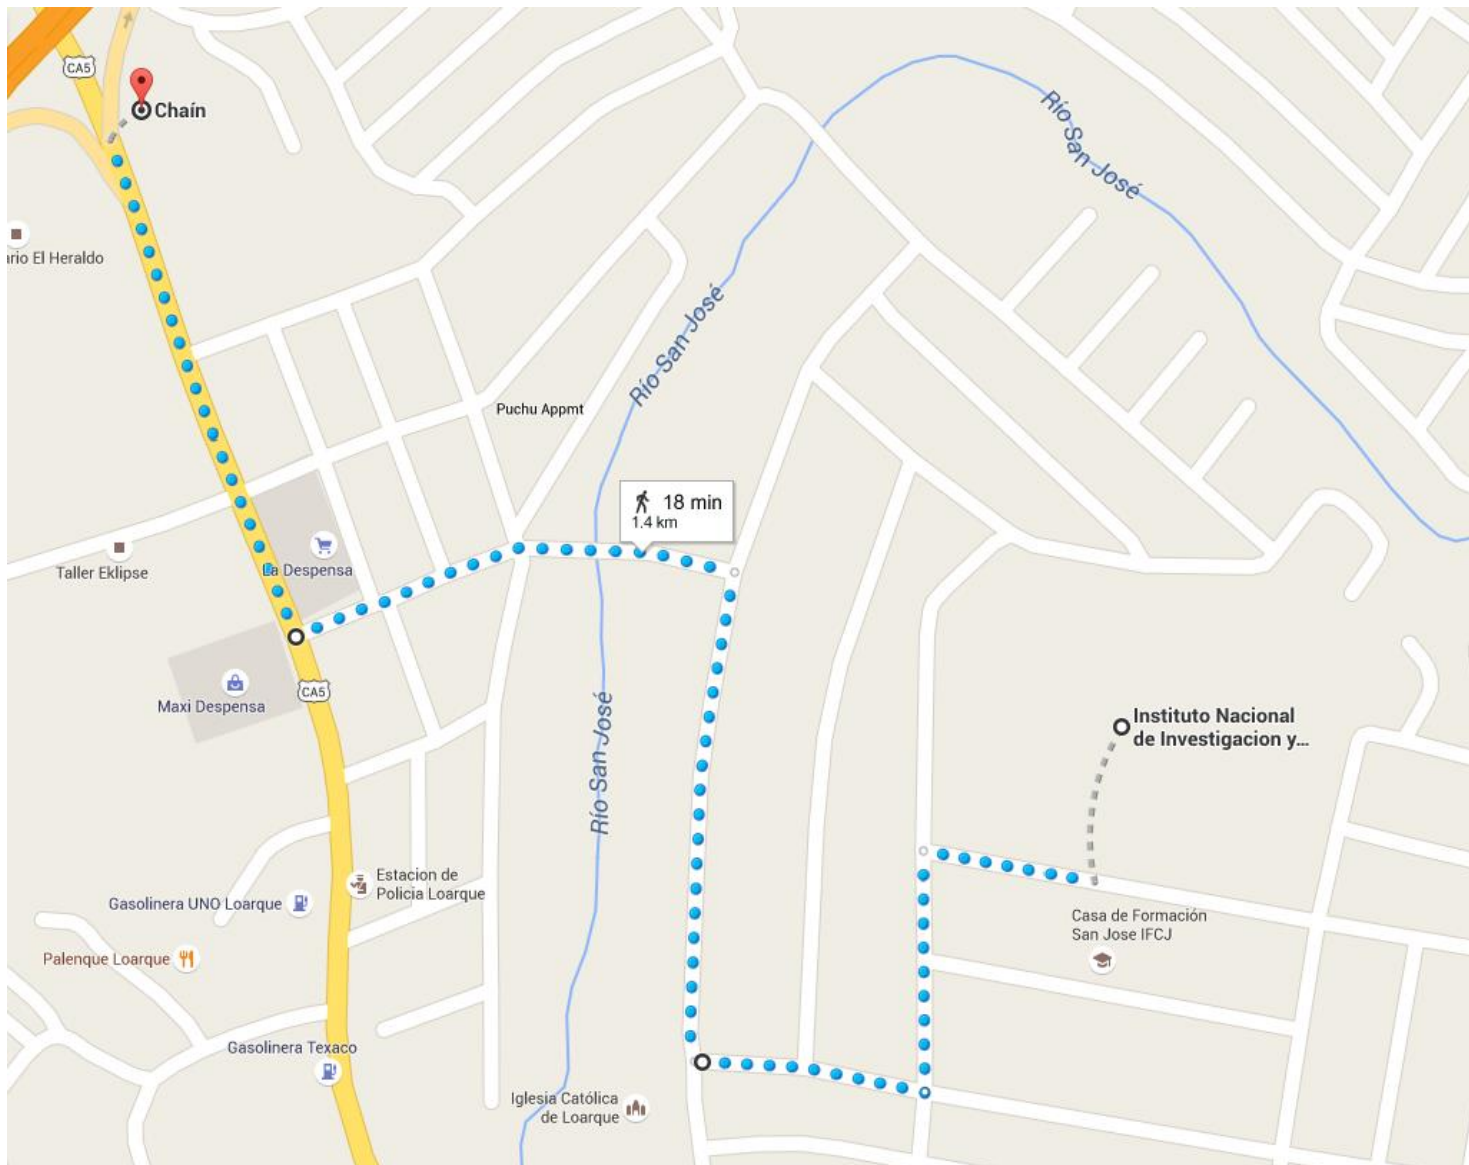 CA5
Chaín
Río San José
ario El Heraldo
Río San José
Puchu Appmt
18 min
1.4 km
La Despensa
Taller Eklipse
CA5
Maxi Despensa
Río San José
Instituto Nacional
de Investigacion y...
Estacion de
Policia Loarque
Gasolinera UNO Loarque
Casa de Formación
San Jose IFCJ
Palenque Loarque
Gasolinera Texaco
Iglesia Católica
de Loarque